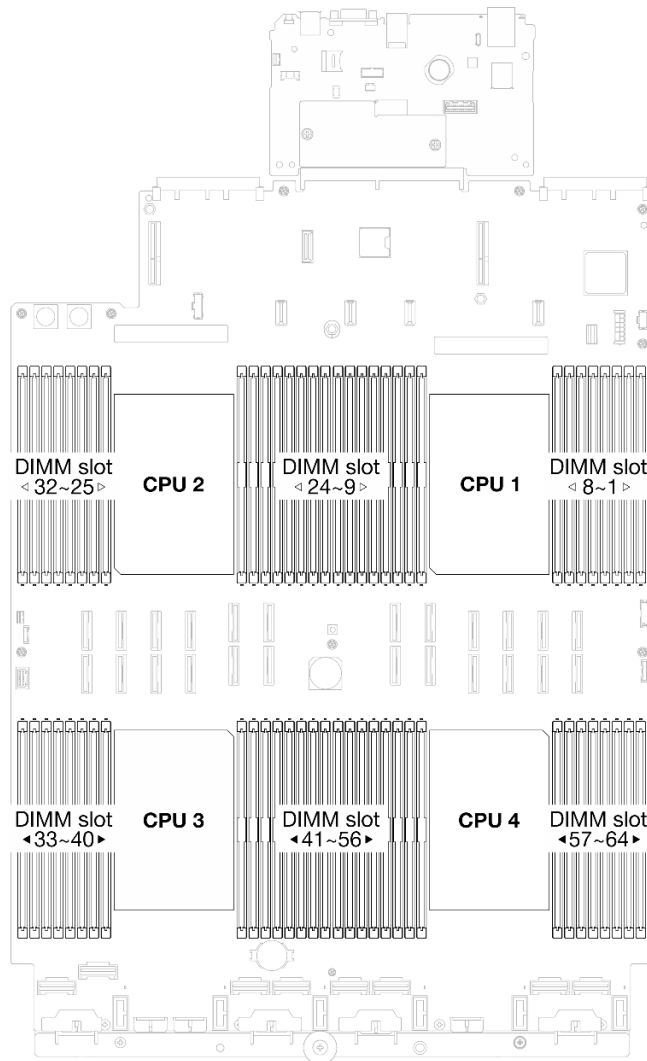 DIMM slot
◁ 32~25 ▷
CPU 2
DIMM slot
◁ 24~9 ▷
CPU 1
DIMM slot
◁ 8~1 ▷
DIMM slot
◀ 33~40 ▶
CPU 3
DIMM slot
◀ 41~56 ▶
CPU 4
DIMM slot
◀ 57~64 ▶